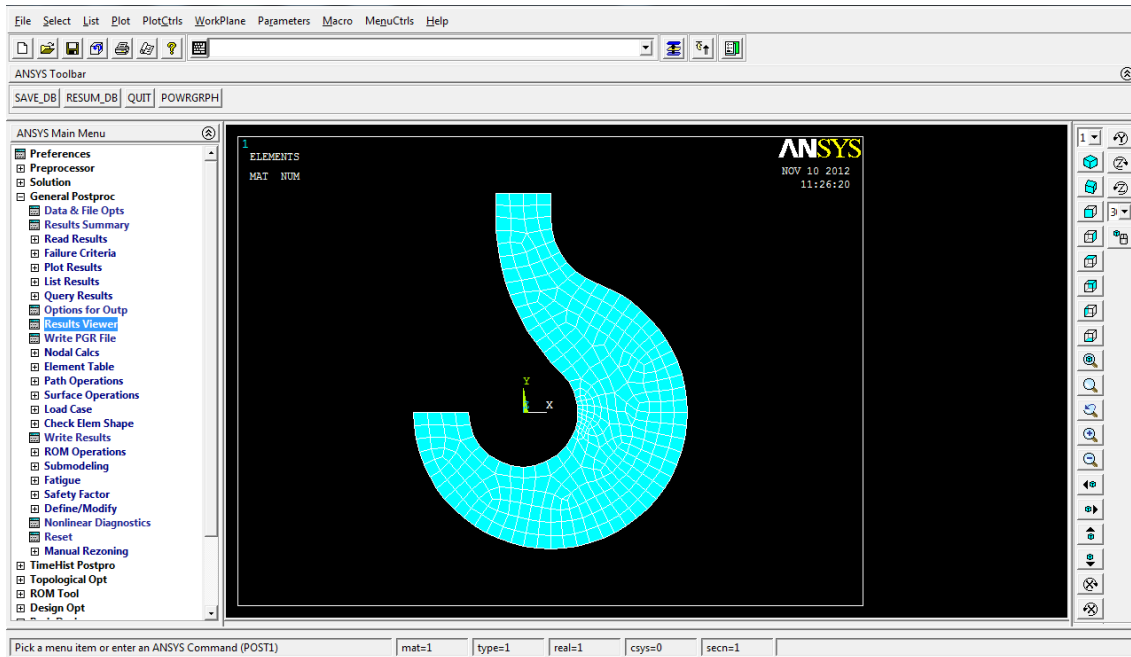 File Select List Plot PlotCtrls WorkPlane Parameters Macro MenuCtrls Help
ANSYS Toolbar
SAVE_DB RESUM_DB QUIT POWRGRPH
ANSYS Main Menu
Preferences
Preprocessor
Solution
General Postproc
Data & File Opts
Results Summary
Read Results
Failure Criteria
Plot Results
List Results
Query Results
Options for Outp
Results Viewer
Write PGR File
Nodal Calcs
Element Table
Path Operations
Surface Operations
Load Case
Check Elem Shape
Write Results
ROM Operations
Submodeling
Fatigue
Safety Factor
Define/Modify
Nonlinear Diagnostics
Reset
Manual Rezoning
TimeHist Postpro
Topological Opt
ROM Tool
Design Opt
1
ELEMENTS
MAT NUM
ANSYS
NOV 10 2012
11:26:20
Y
X
1
Pick a menu item or enter an ANSYS Command (POST1) mat=1 type=1 real=1 csys=0 secn=1